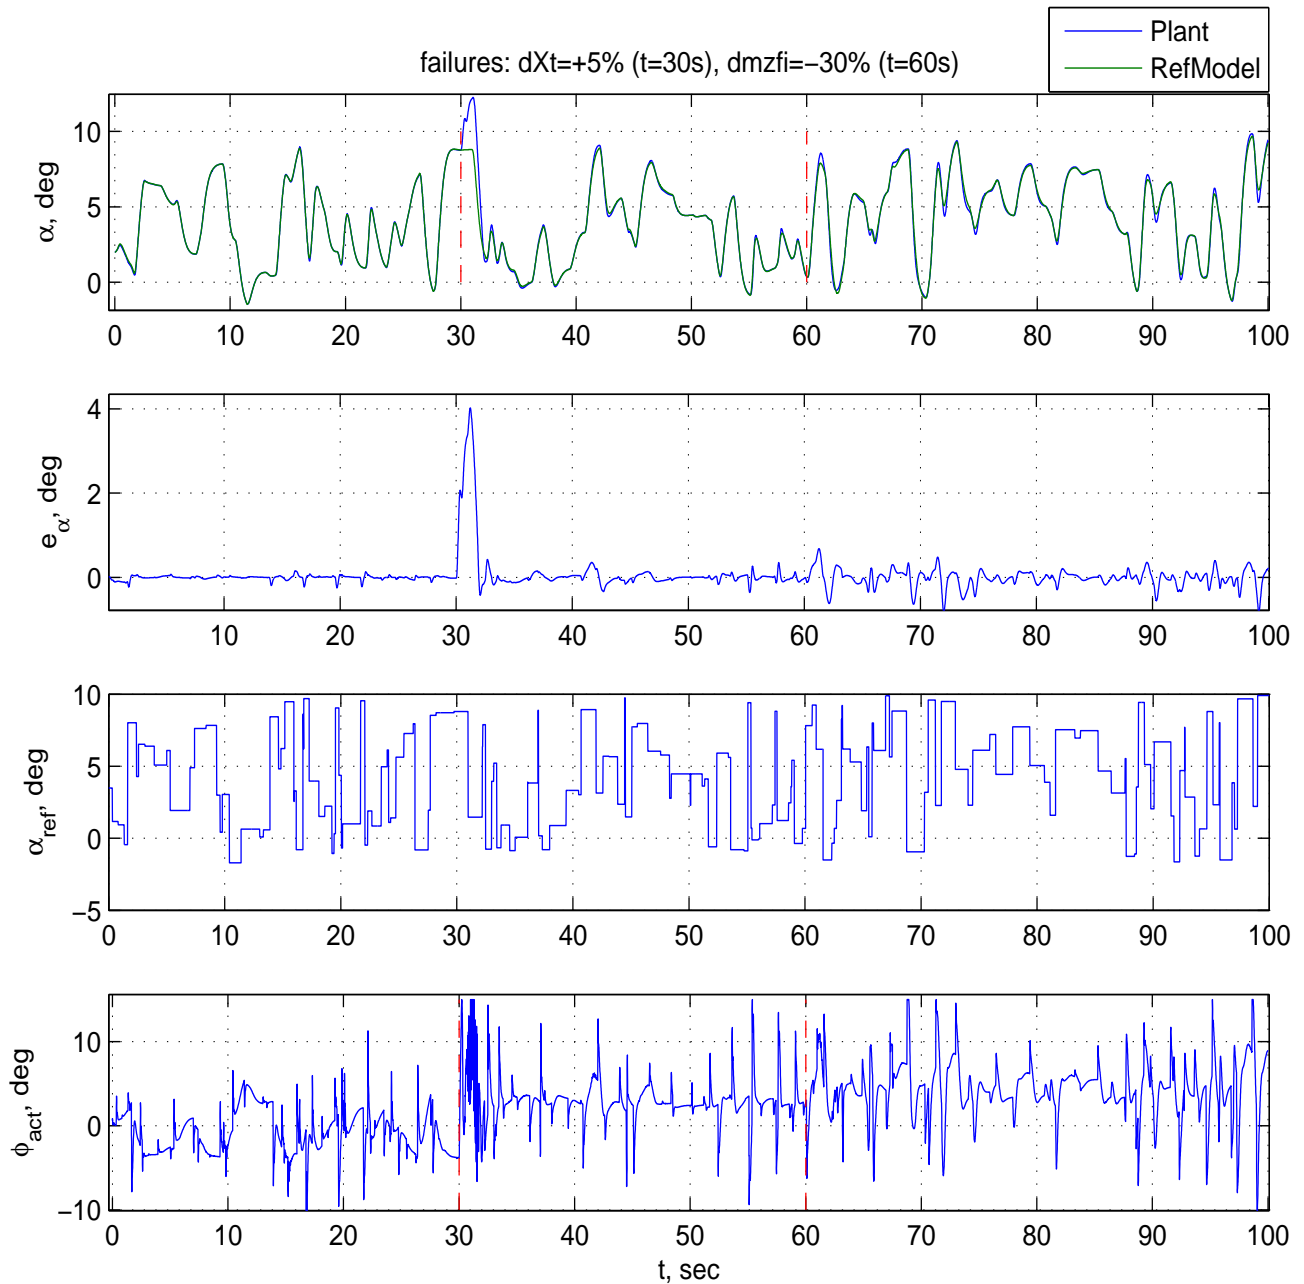 Plant
RefModel
failures: dXt=+5% (t=30s), dmzfi=−30% (t=60s)
α, deg
10
5
0
0 10 20 30 40 50 60 70 80 90 100
e_α, deg
4
2
0
10 20 30 40 50 60 70 80 90 100
α_ref, deg
10
5
0
−5
0 10 20 30 40 50 60 70 80 90 100
ϕ_act, deg
10
0
−10
0 10 20 30 40 50 60 70 80 90 100
t, sec